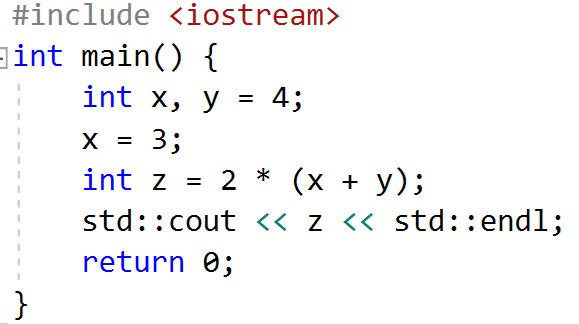 #include <iostream>
int main() {
    int x, y = 4;
    x = 3;
    int z = 2 * (x + y);
    std::cout << z << std::endl;
    return 0;
}